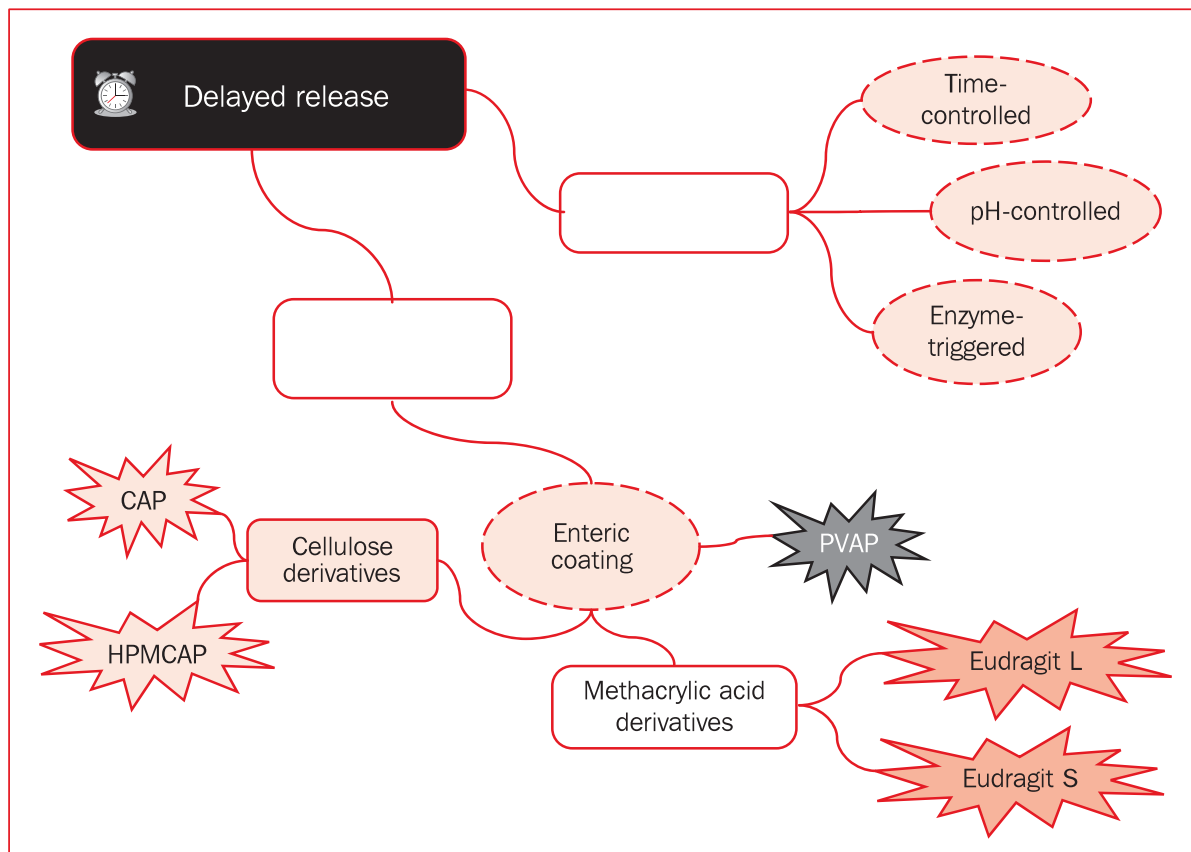 Delayed release
Time-
controlled
pH-controlled
Enzyme-
triggered
CAP
Cellulose
derivatives
HPMCAP
Enteric
coating
PVAP
Methacrylic acid
derivatives
Eudragit L
Eudragit S